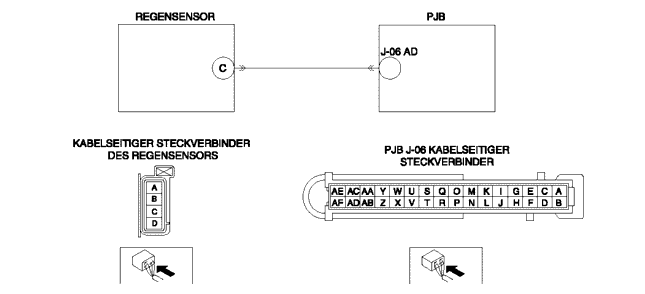 REGENSENSOR PJB
J-06 AD
C
KABELSEITIGER STECKVERBINDER
DES REGENSENSORS
PJB J-06 KABELSEITIGER
STECKVERBINDER
A
B
C
D
AE AC AA Y W U S Q O M K I G E C A
AF AD AB Z X V T R P N L J H F D B